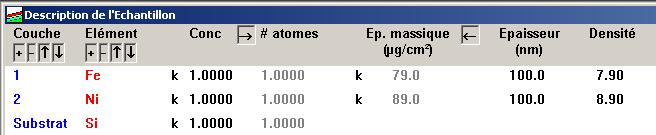 Description de l'Echantillon
Couche Elément Conc # atomes Ep. massique Epaisseur Densité
(µg/cm²) (nm)
1 Fe k 1.0000 1.0000 k 79.0 100.0 7.90
2 Ni k 1.0000 1.0000 k 89.0 100.0 8.90
Substrat Si k 1.0000 1.0000